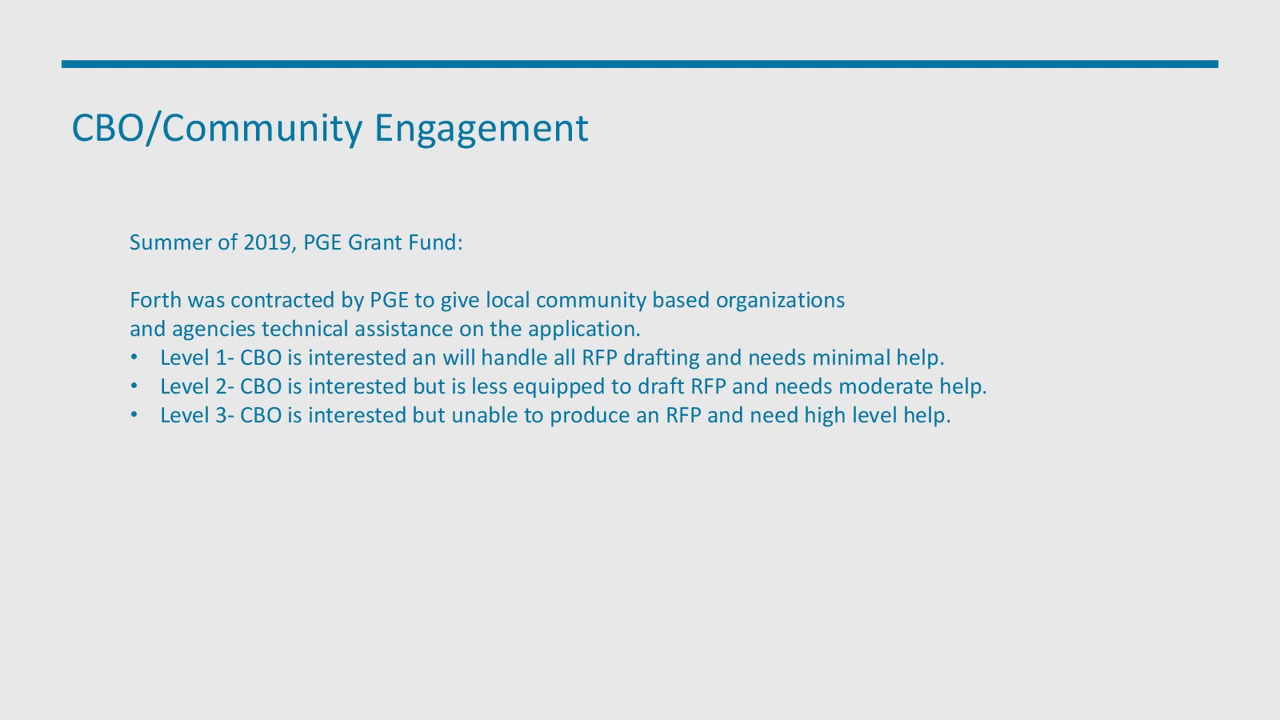 CBO/Community Engagement
Summer of 2019, PGE Grant Fund:
Forth was contracted by PGE to give local community based organizations
and agencies technical assistance on the application.
• Level 1- CBO is interested an will handle all RFP drafting and needs minimal help.
• Level 2- CBO is interested but is less equipped to draft RFP and needs moderate help.
• Level 3- CBO is interested but unable to produce an RFP and need high level help.